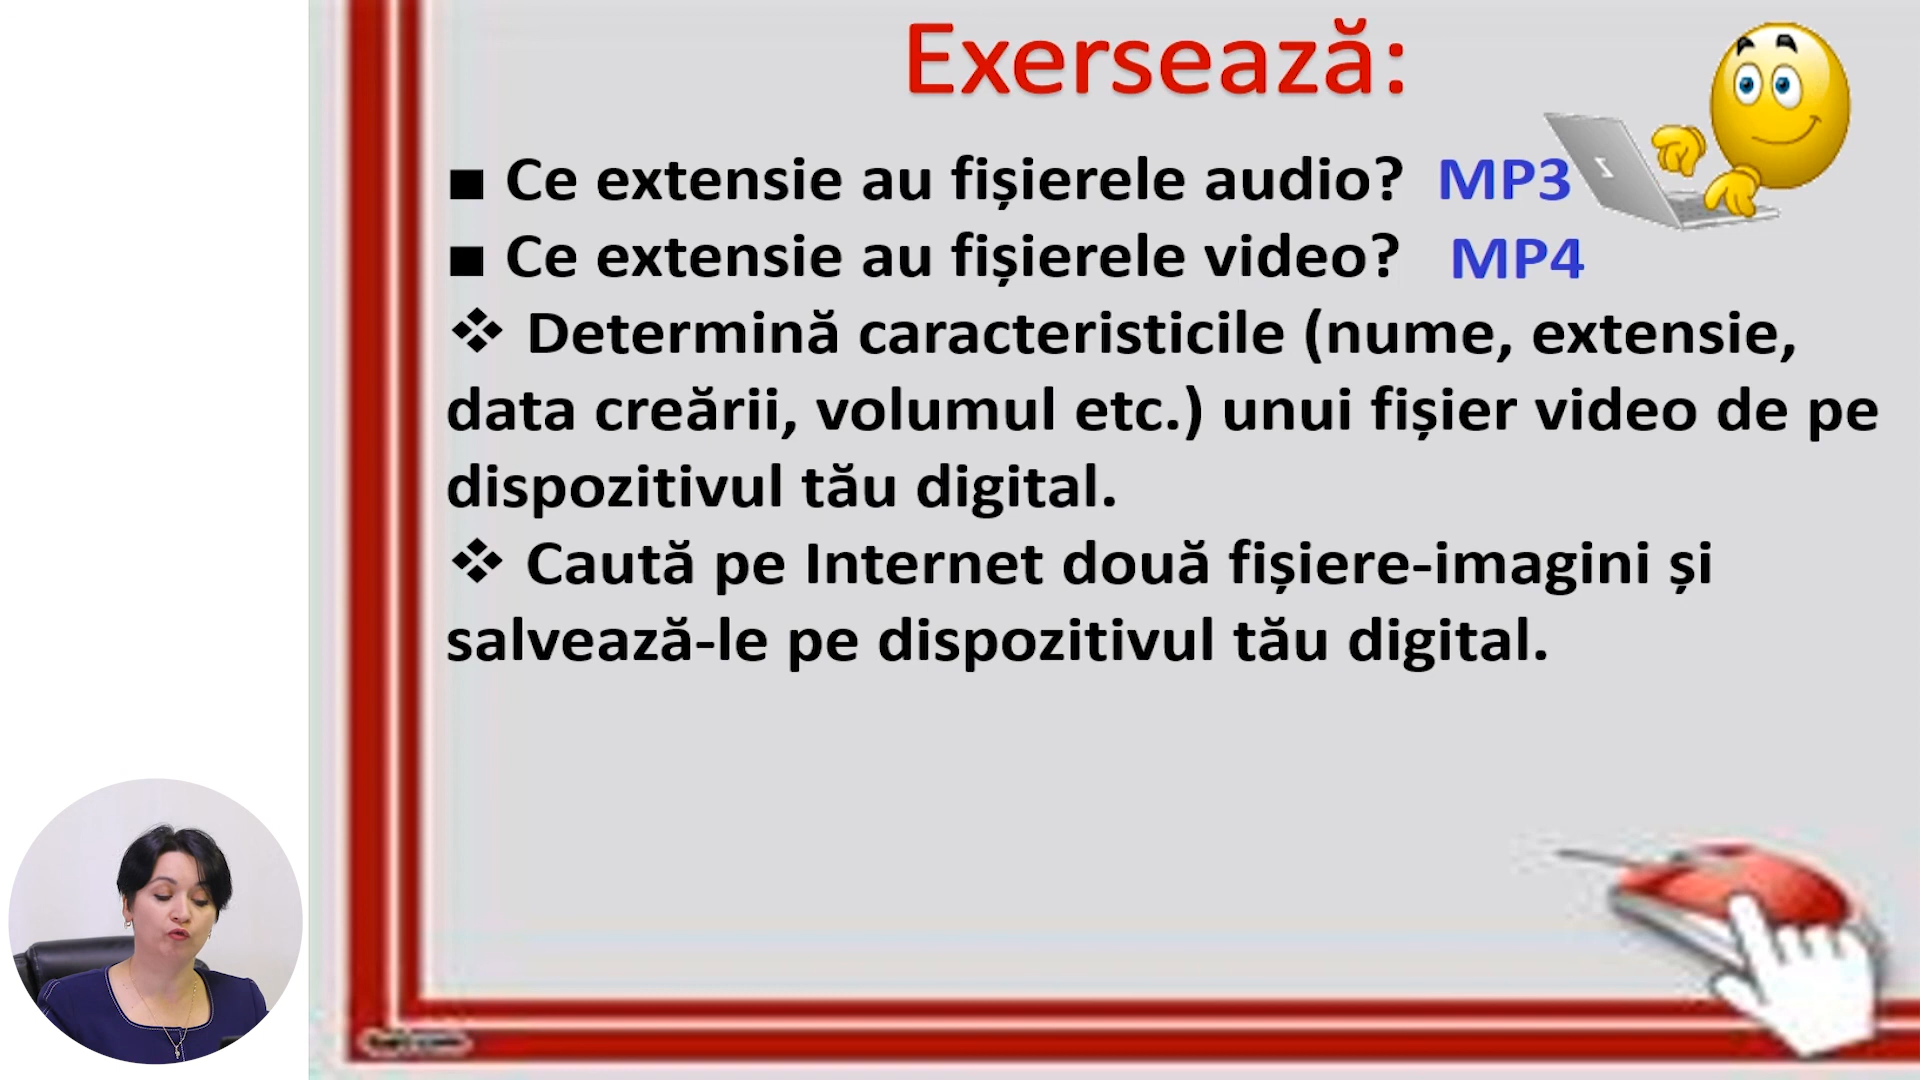 Exersează:
▪ Ce extensie au fișierele audio? MP3
▪ Ce extensie au fișierele video? MP4
❖ Determină caracteristicile (nume, extensie,
data creării, volumul etc.) unui fișier video de pe
dispozitivul tău digital.
❖ Caută pe Internet două fișiere-imagini și
salvează-le pe dispozitivul tău digital.